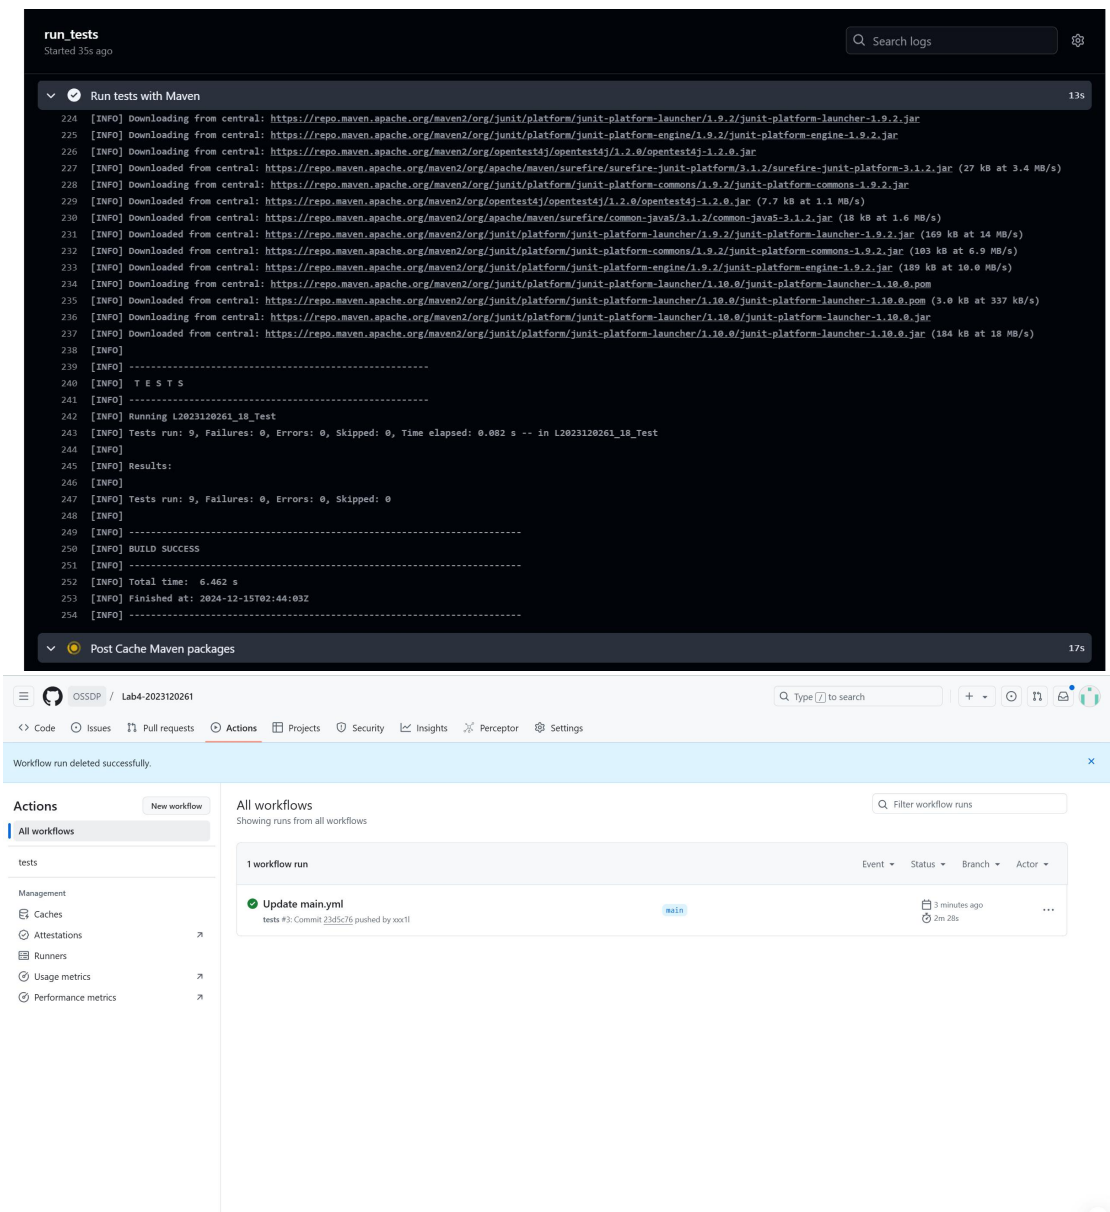 run_tests
Started 35s ago
Search logs
Run tests with Maven 13s
224 [INFO] Downloading from central: https://repo.maven.apache.org/maven2/org/junit/platform/junit-platform-launcher/1.9.2/junit-platform-launcher-1.9.2.jar
225 [INFO] Downloading from central: https://repo.maven.apache.org/maven2/org/junit/platform/junit-platform-engine/1.9.2/junit-platform-engine-1.9.2.jar
226 [INFO] Downloading from central: https://repo.maven.apache.org/maven2/org/opentest4j/opentest4j/1.2.0/opentest4j-1.2.0.jar
227 [INFO] Downloaded from central: https://repo.maven.apache.org/maven2/org/apache/maven/surefire/surefire-junit-platform/3.1.2/surefire-junit-platform-3.1.2.jar (27 kB at 3.4 MB/s)
228 [INFO] Downloading from central: https://repo.maven.apache.org/maven2/org/junit/platform/junit-platform-commons/1.9.2/junit-platform-commons-1.9.2.jar
229 [INFO] Downloaded from central: https://repo.maven.apache.org/maven2/org/opentest4j/opentest4j/1.2.0/opentest4j-1.2.0.jar (7.7 kB at 1.1 MB/s)
230 [INFO] Downloaded from central: https://repo.maven.apache.org/maven2/org/apache/maven/surefire/common-java5/3.1.2/common-java5-3.1.2.jar (18 kB at 1.6 MB/s)
231 [INFO] Downloaded from central: https://repo.maven.apache.org/maven2/org/junit/platform/junit-platform-launcher/1.9.2/junit-platform-launcher-1.9.2.jar (169 kB at 14 MB/s)
232 [INFO] Downloaded from central: https://repo.maven.apache.org/maven2/org/junit/platform/junit-platform-commons/1.9.2/junit-platform-commons-1.9.2.jar (103 kB at 6.9 MB/s)
233 [INFO] Downloaded from central: https://repo.maven.apache.org/maven2/org/junit/platform/junit-platform-engine/1.9.2/junit-platform-engine-1.9.2.jar (189 kB at 10.0 MB/s)
234 [INFO] Downloading from central: https://repo.maven.apache.org/maven2/org/junit/platform/junit-platform-launcher/1.10.0/junit-platform-launcher-1.10.0.pom
235 [INFO] Downloaded from central: https://repo.maven.apache.org/maven2/org/junit/platform/junit-platform-launcher/1.10.0/junit-platform-launcher-1.10.0.pom (3.0 kB at 337 kB/s)
236 [INFO] Downloading from central: https://repo.maven.apache.org/maven2/org/junit/platform/junit-platform-launcher/1.10.0/junit-platform-launcher-1.10.0.jar
237 [INFO] Downloaded from central: https://repo.maven.apache.org/maven2/org/junit/platform/junit-platform-launcher/1.10.0/junit-platform-launcher-1.10.0.jar (184 kB at 18 MB/s)
238 [INFO]
239 [INFO] -------------------------------------------------------
240 [INFO]  T E S T S
241 [INFO] -------------------------------------------------------
242 [INFO] Running L2023120261_18_Test
243 [INFO] Tests run: 9, Failures: 0, Errors: 0, Skipped: 0, Time elapsed: 0.082 s -- in L2023120261_18_Test
244 [INFO]
245 [INFO] Results:
246 [INFO]
247 [INFO] Tests run: 9, Failures: 0, Errors: 0, Skipped: 0
248 [INFO]
249 [INFO] ------------------------------------------------------------------------
250 [INFO] BUILD SUCCESS
251 [INFO] ------------------------------------------------------------------------
252 [INFO] Total time:  6.462 s
253 [INFO] Finished at: 2024-12-15T02:44:03Z
254 [INFO] ------------------------------------------------------------------------
Post Cache Maven packages 17s
OSSDP / Lab4-2023120261
Type / to search
Code Issues Pull requests Actions Projects Security Insights Perceptor Settings
Workflow run deleted successfully.
Actions New workflow
All workflows
tests
Management
Caches
Attestations
Runners
Usage metrics
Performance metrics
All workflows
Showing runs from all workflows
Filter workflow runs
1 workflow run Event Status Branch Actor
Update main.yml
tests #3: Commit 23d5c76 pushed by xxr1l
main
3 minutes ago
2m 28s